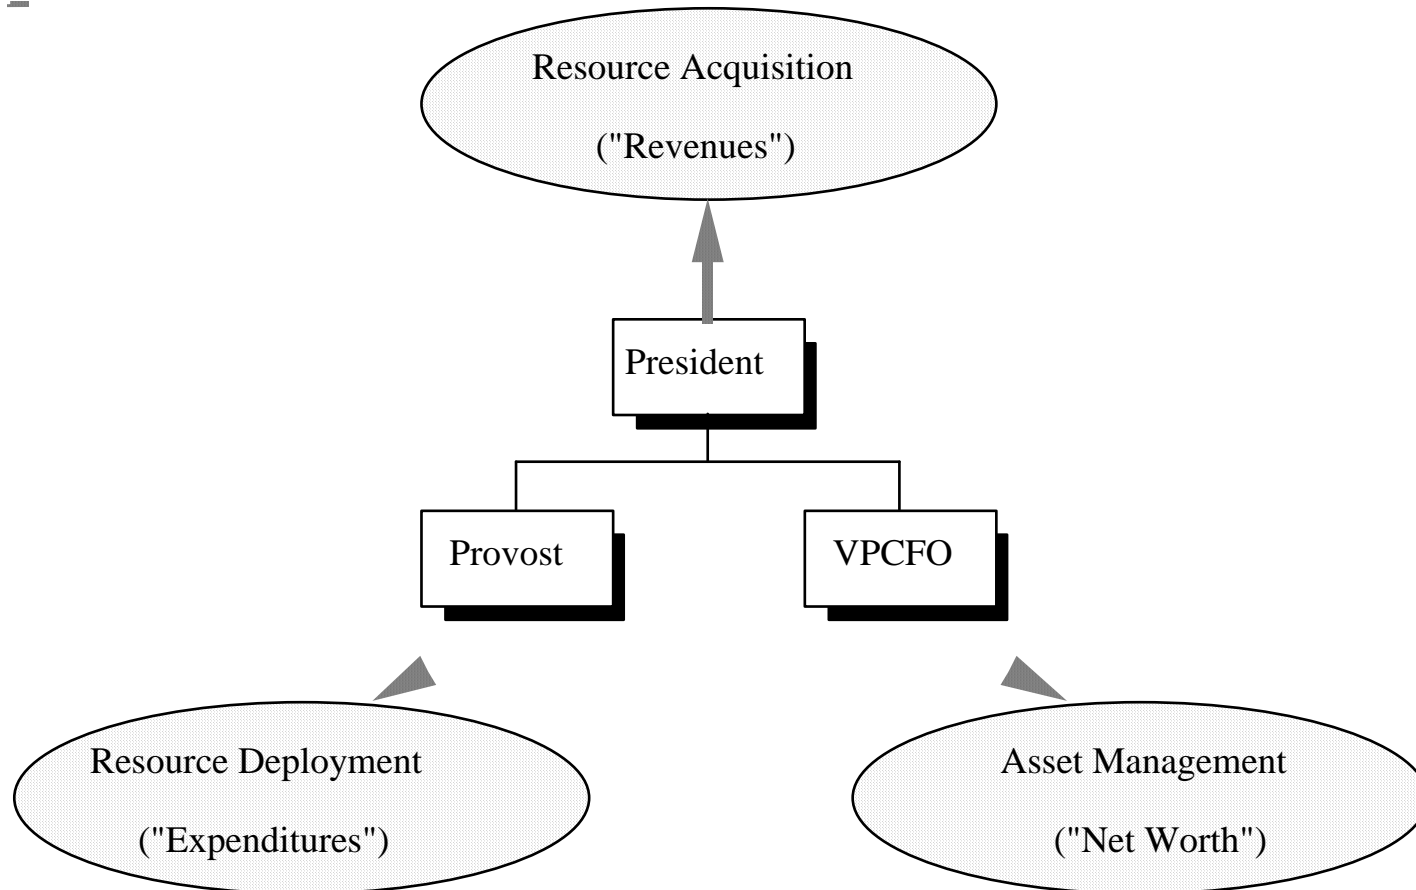 Resource Acquisition
("Revenues")
President
Provost
VPCFO
Resource Deployment
("Expenditures")
Asset Management
("Net Worth")